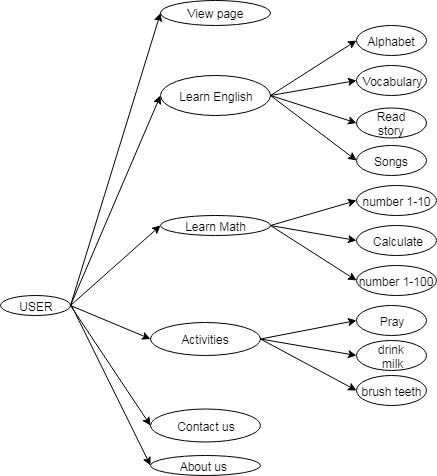 View page
Alphabet
Learn English
Vocabulary
Read
story
Songs
number 1-10
Learn Math
Calculate
number 1-100
USER
Activities
Pray
drink
milk
brush teeth
Contact us
About us